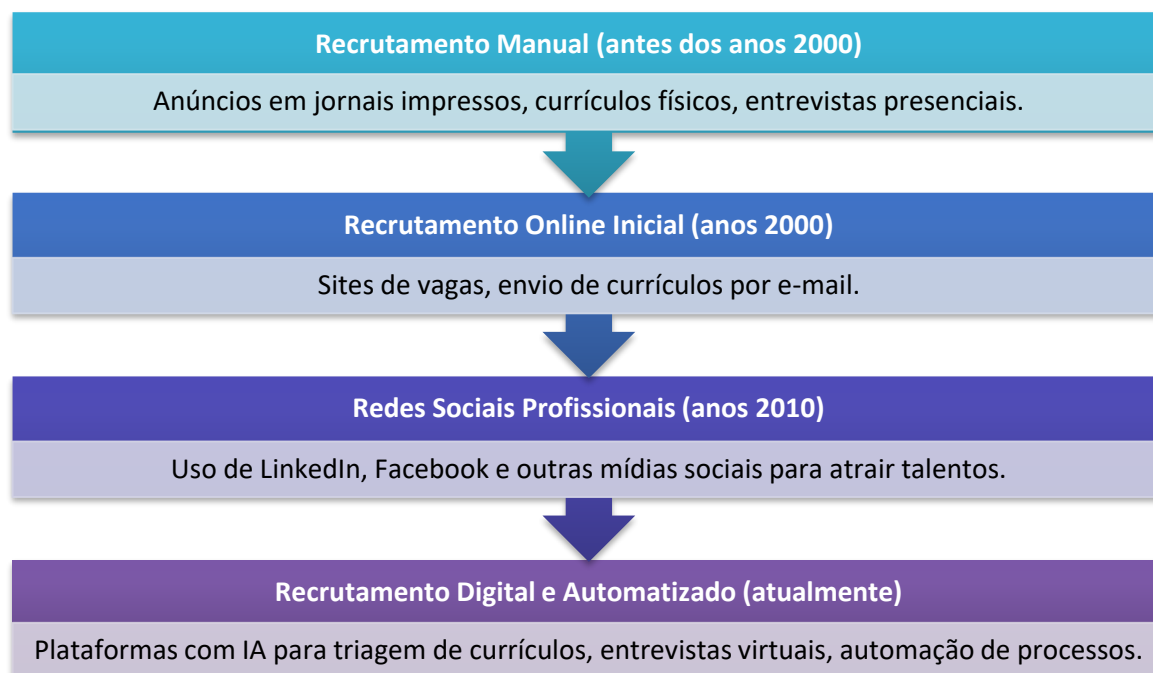 Recrutamento Manual (antes dos anos 2000)
Anúncios em jornais impressos, currículos físicos, entrevistas presenciais.
Recrutamento Online Inicial (anos 2000)
Sites de vagas, envio de currículos por e-mail.
Redes Sociais Profissionais (anos 2010)
Uso de LinkedIn, Facebook e outras mídias sociais para atrair talentos.
Recrutamento Digital e Automatizado (atualmente)
Plataformas com IA para triagem de currículos, entrevistas virtuais, automação de processos.